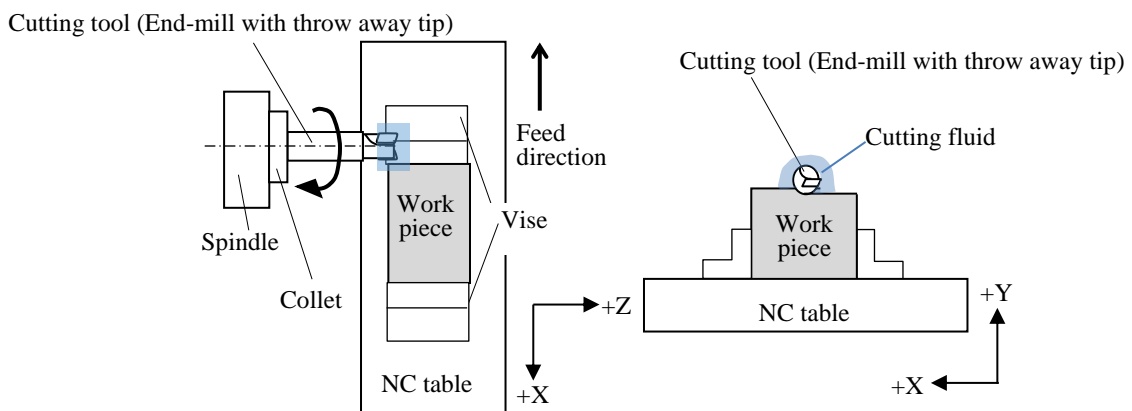 Cutting tool (End-mill with throw away tip)
Feed
direction
Work
piece
Vise
Spindle
Collet
+Z
NC table
+X
Cutting tool (End-mill with throw away tip)
Cutting fluid
Work
piece
NC table
+Y
+X